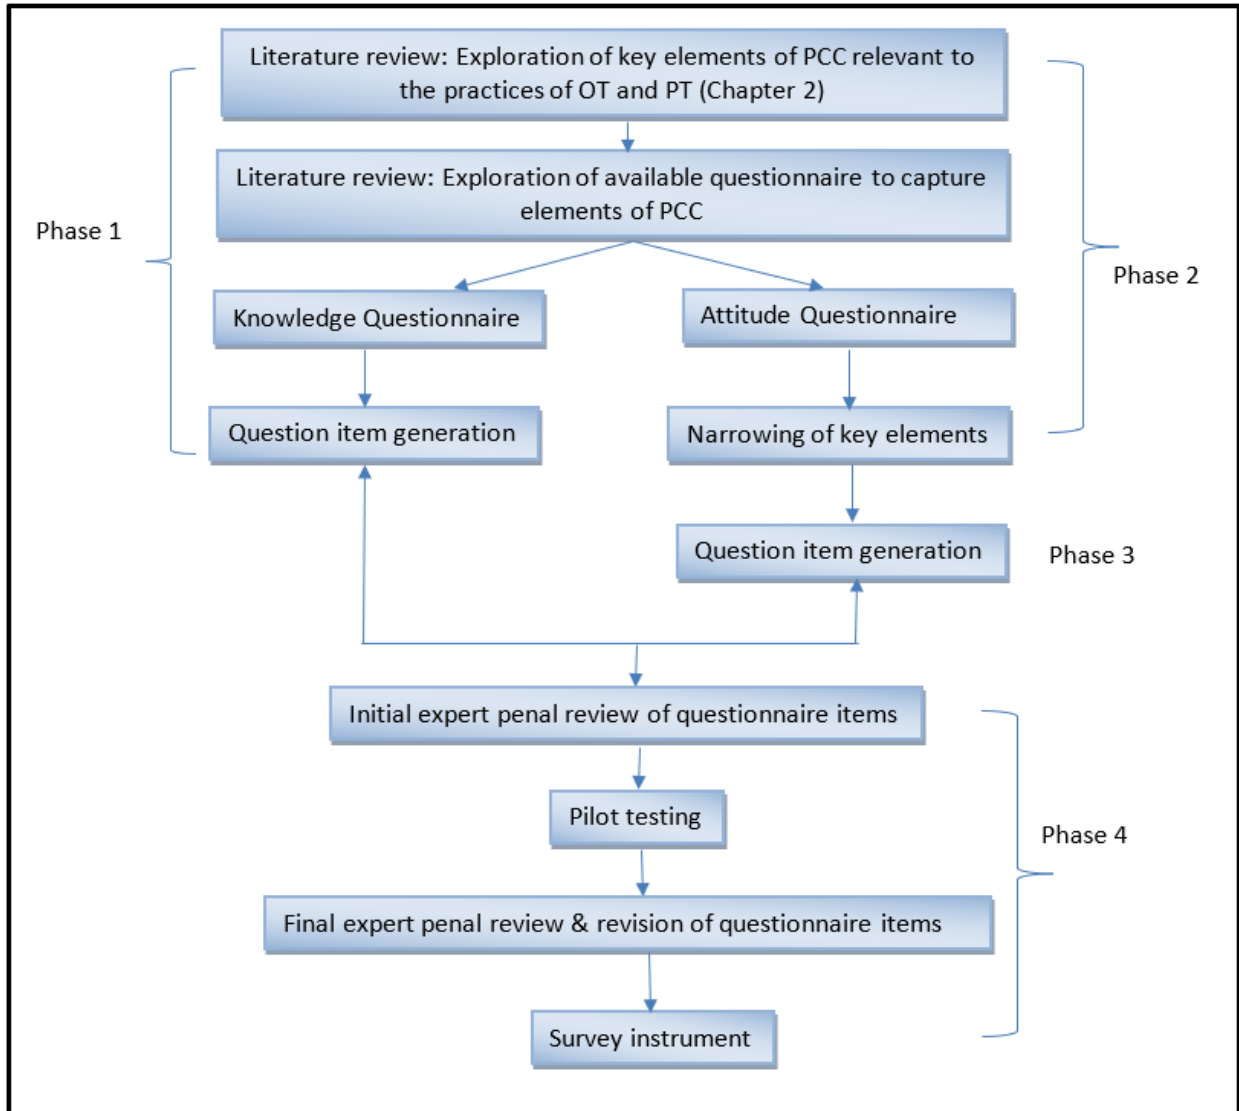 Literature review: Exploration of key elements of PCC relevant to
the practices of OT and PT (Chapter 2)
Literature review: Exploration of available questionnaire to capture
elements of PCC
Phase 1
Phase 2
Knowledge Questionnaire
Attitude Questionnaire
Question item generation
Narrowing of key elements
Question item generation
Phase 3
Initial expert penal review of questionnaire items
Pilot testing
Phase 4
Final expert penal review & revision of questionnaire items
Survey instrument